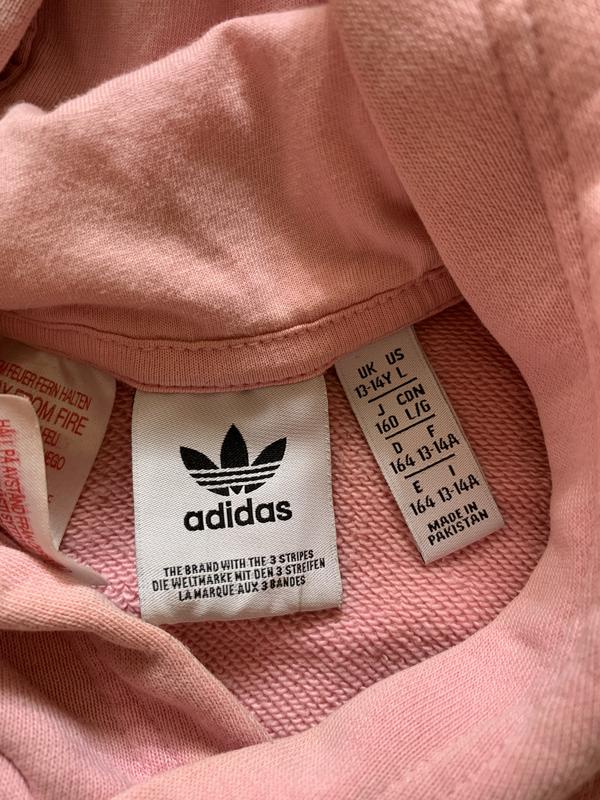 FEUER FERN HALTEN
FROM FIRE
adidas
THE BRAND WITH THE 3 STRIPES
DIE WELTMARKE MIT DEN 3 STREIFEN
LA MARQUE AUX 3 BANDES
UK US
13-14Y L
J CDN
160 L/G
D F
164 13-14A
E I
164 13-14A
MADE IN
PAKISTAN